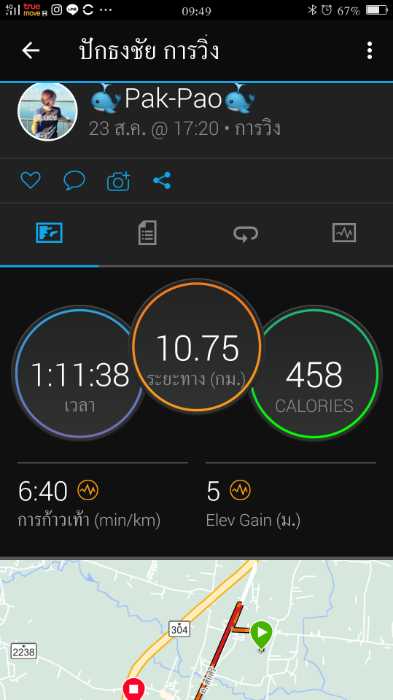 4G true move H ... 09:49 67%
ปักธงชัย การวิ่ง
Pak-Pao
23 ส.ค. @ 17:20 • การวิ่ง
1:11:38
เวลา
10.75
ระยะทาง (กม.)
458
CALORIES
6:40
การก้าวเท้า (min/km)
5
Elev Gain (ม.)
304
2238